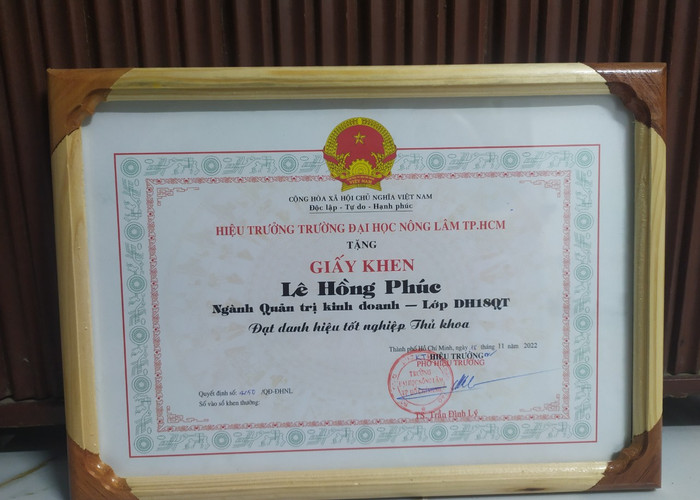 VIỆT NAM
CỘNG HÒA XÃ HỘI CHỦ NGHĨA VIỆT NAM
Độc lập - Tự do - Hạnh phúc
HIỆU TRƯỞNG TRƯỜNG ĐẠI HỌC NÔNG LÂM TP.HCM
TẶNG
GIẤY KHEN
Lê Hồng Phúc
Ngành Quản trị kinh doanh – Lớp DH18QT
Đạt danh hiệu tốt nghiệp Thủ khoa
Thành phố Hồ Chí Minh, ngày tháng 11 năm 2022
HIỆU TRƯỞNG
PHÓ HIỆU TRƯỞNG
TRƯỜNG
Quyết định số: /QĐ-ĐHNL
Số vào sổ khen thưởng:
TS. Trần Đình Lý